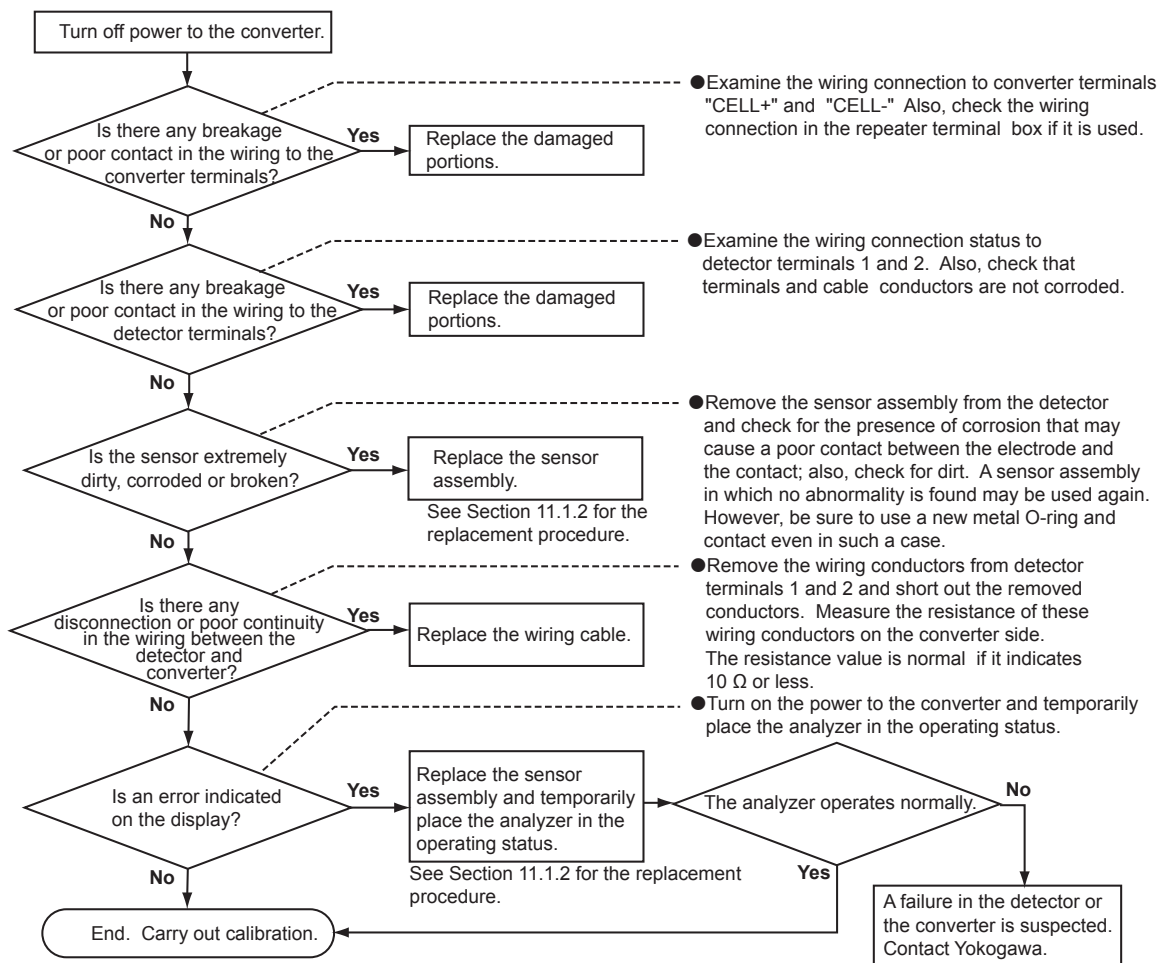 Turn off power to the converter.
Is there any breakage
or poor contact in the wiring to the
converter terminals?
Yes
Replace the damaged
portions.
●Examine the wiring connection to converter terminals
"CELL+" and "CELL-" Also, check the wiring
connection in the repeater terminal box if it is used.
No
Is there any breakage
or poor contact in the wiring to the
detector terminals?
Yes
Replace the damaged
portions.
●Examine the wiring connection status to
detector terminals 1 and 2. Also, check that
terminals and cable conductors are not corroded.
No
Is the sensor extremely
dirty, corroded or broken?
Yes
Replace the sensor
assembly.
See Section 11.1.2 for the
replacement procedure.
●Remove the sensor assembly from the detector
and check for the presence of corrosion that may
cause a poor contact between the electrode and
the contact; also, check for dirt. A sensor assembly
in which no abnormality is found may be used again.
However, be sure to use a new metal O-ring and
contact even in such a case.
No
Is there any
disconnection or poor continuity
in the wiring between the
detector and
converter?
Yes
Replace the wiring cable.
●Remove the wiring conductors from detector
terminals 1 and 2 and short out the removed
conductors. Measure the resistance of these
wiring conductors on the converter side.
The resistance value is normal if it indicates
10 Ω or less.
No
Is an error indicated
on the display?
Yes
Replace the sensor
assembly and temporarily
place the analyzer in the
operating status.
See Section 11.1.2 for the replacement
procedure.
●Turn on the power to the converter and temporarily
place the analyzer in the operating status.
The analyzer operates normally.
No
Yes
A failure in the detector or
the converter is suspected.
Contact Yokogawa.
No
End. Carry out calibration.